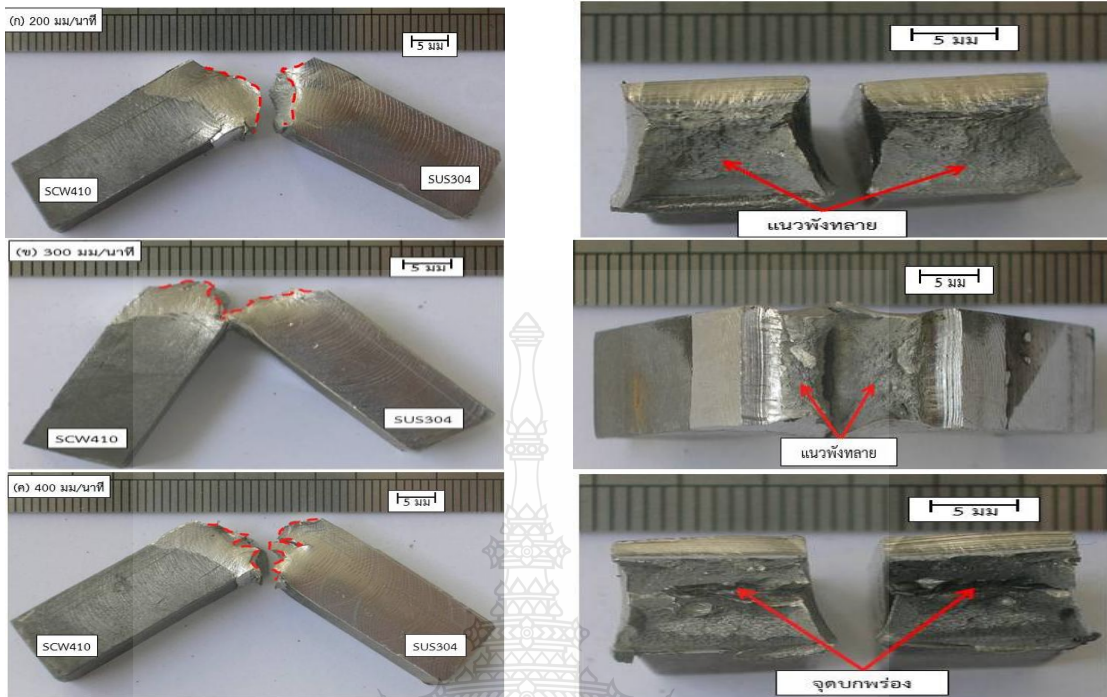 (ก) 200 มม/นาที
5 มม
SCW410
SUS304
5 มม
แนวพังทลาย
(ข) 300 มม/นาที
5 มม
SCW410
SUS304
5 มม
แนวพังทลาย
(ค) 400 มม/นาที
5 มม
SCW410
SUS304
5 มม
จุดบกพร่อง